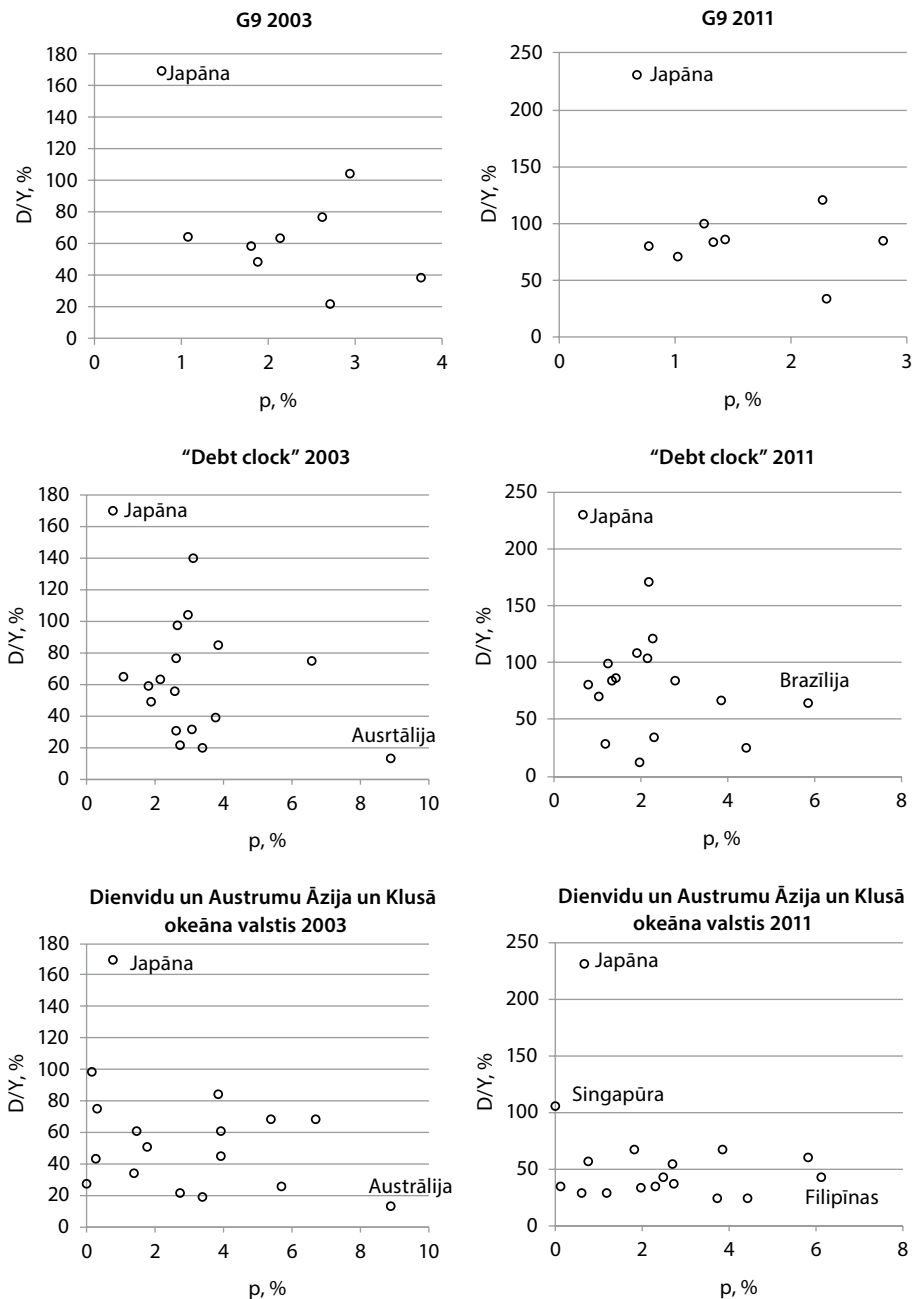 G9 2003
180
160
140
120
100
80
60
40
20
0
D/Y, %
Japāna
0 1 2 3 4
p, %
G9 2011
250
200
150
100
50
0
D/Y, %
Japāna
0 1 2 3
p, %
“Debt clock” 2003
180
160
140
120
100
80
60
40
20
0
D/Y, %
Japāna
Ausrtālija
0 2 4 6 8 10
p, %
“Debt clock” 2011
250
200
150
100
50
0
D/Y, %
Japāna
Brazīlija
0 2 4 6 8
p, %
Dienvidu un Austrumu Āzija un Klusā
okeāna valstis 2003
180
160
140
120
100
80
60
40
20
0
D/Y, %
Japāna
Austrālija
0 2 4 6 8 10
p, %
Dienvidu un Austrumu Āzija un Klusā
okeāna valstis 2011
250
200
150
100
50
0
D/Y, %
Japāna
Singapūra
Filipīnas
0 2 4 6 8
p, %